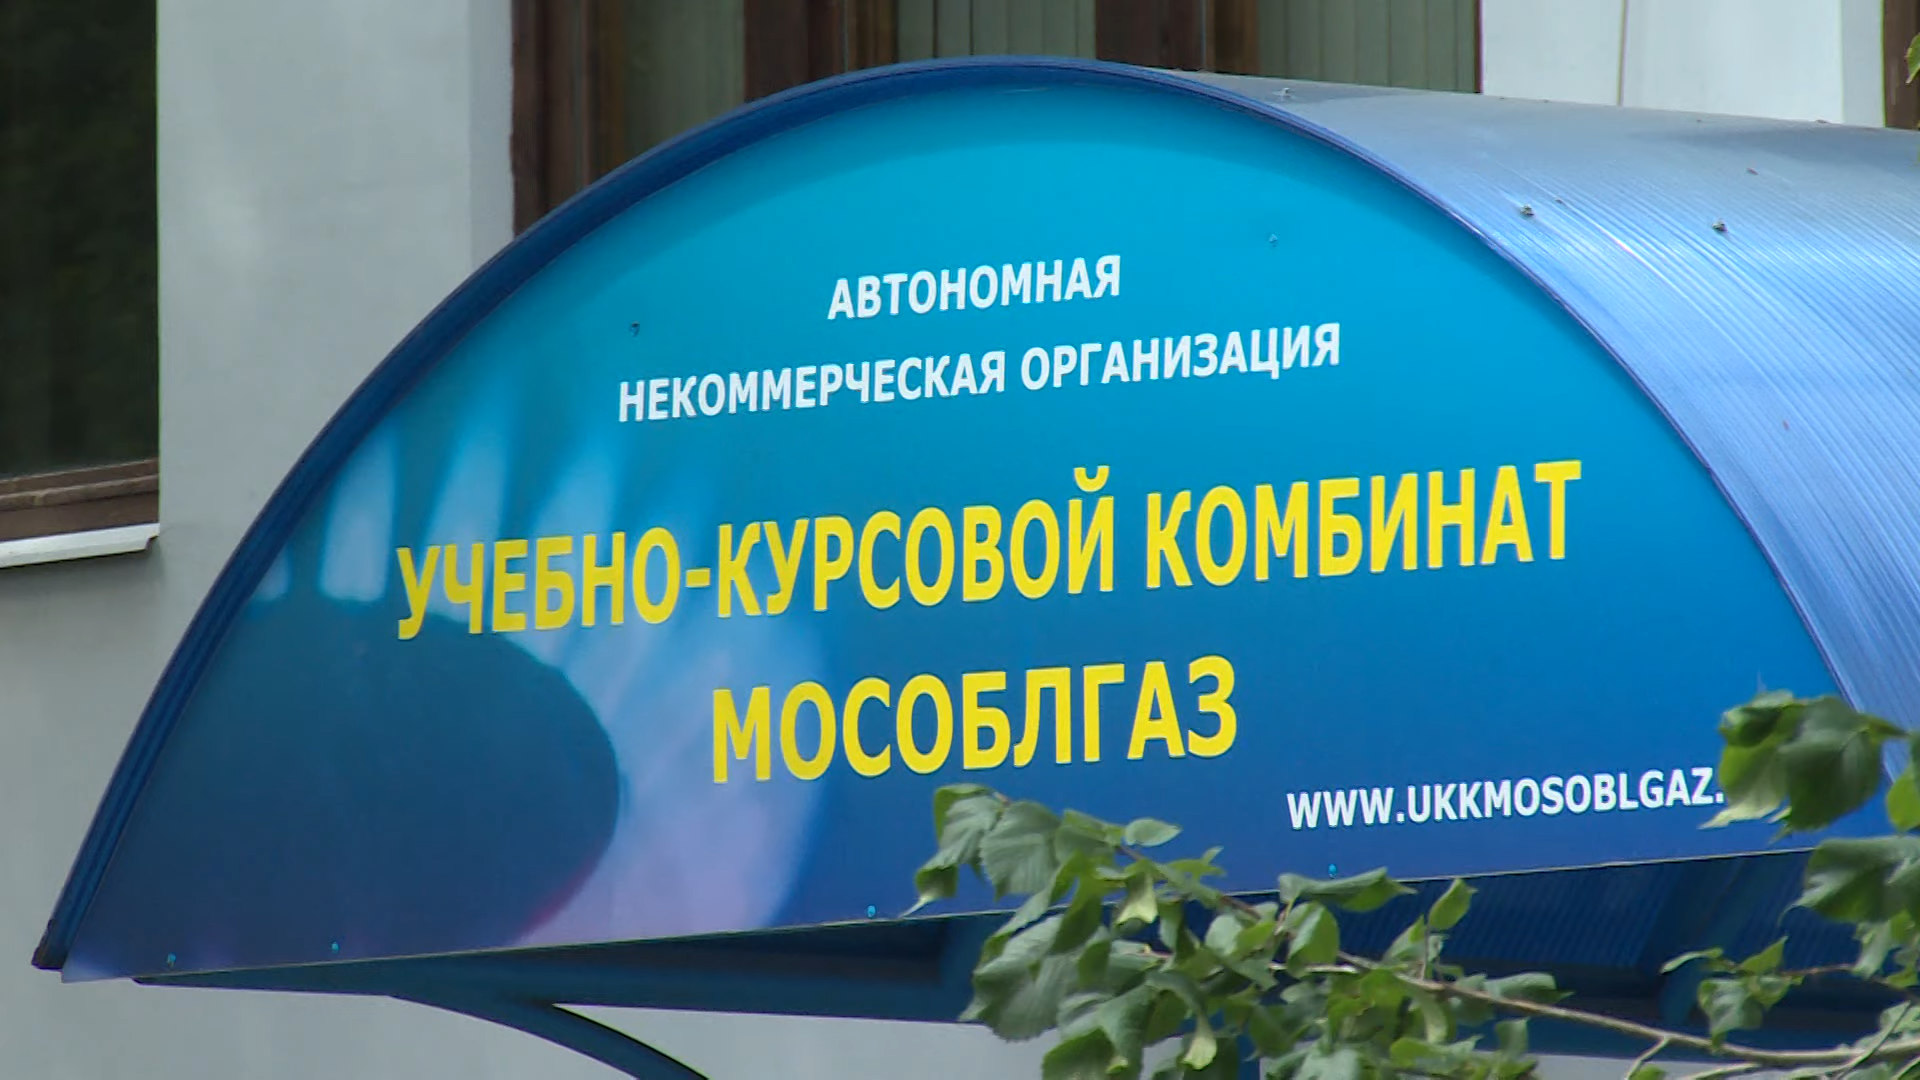 АВТОНОМНАЯ
НЕКОММЕРЧЕСКАЯ ОРГАНИЗАЦИЯ
УЧЕБНО-КУРСОВОЙ КОМБИНАТ
МОСОБЛГАЗ
WWW.UKKMOSOBLGAZ.